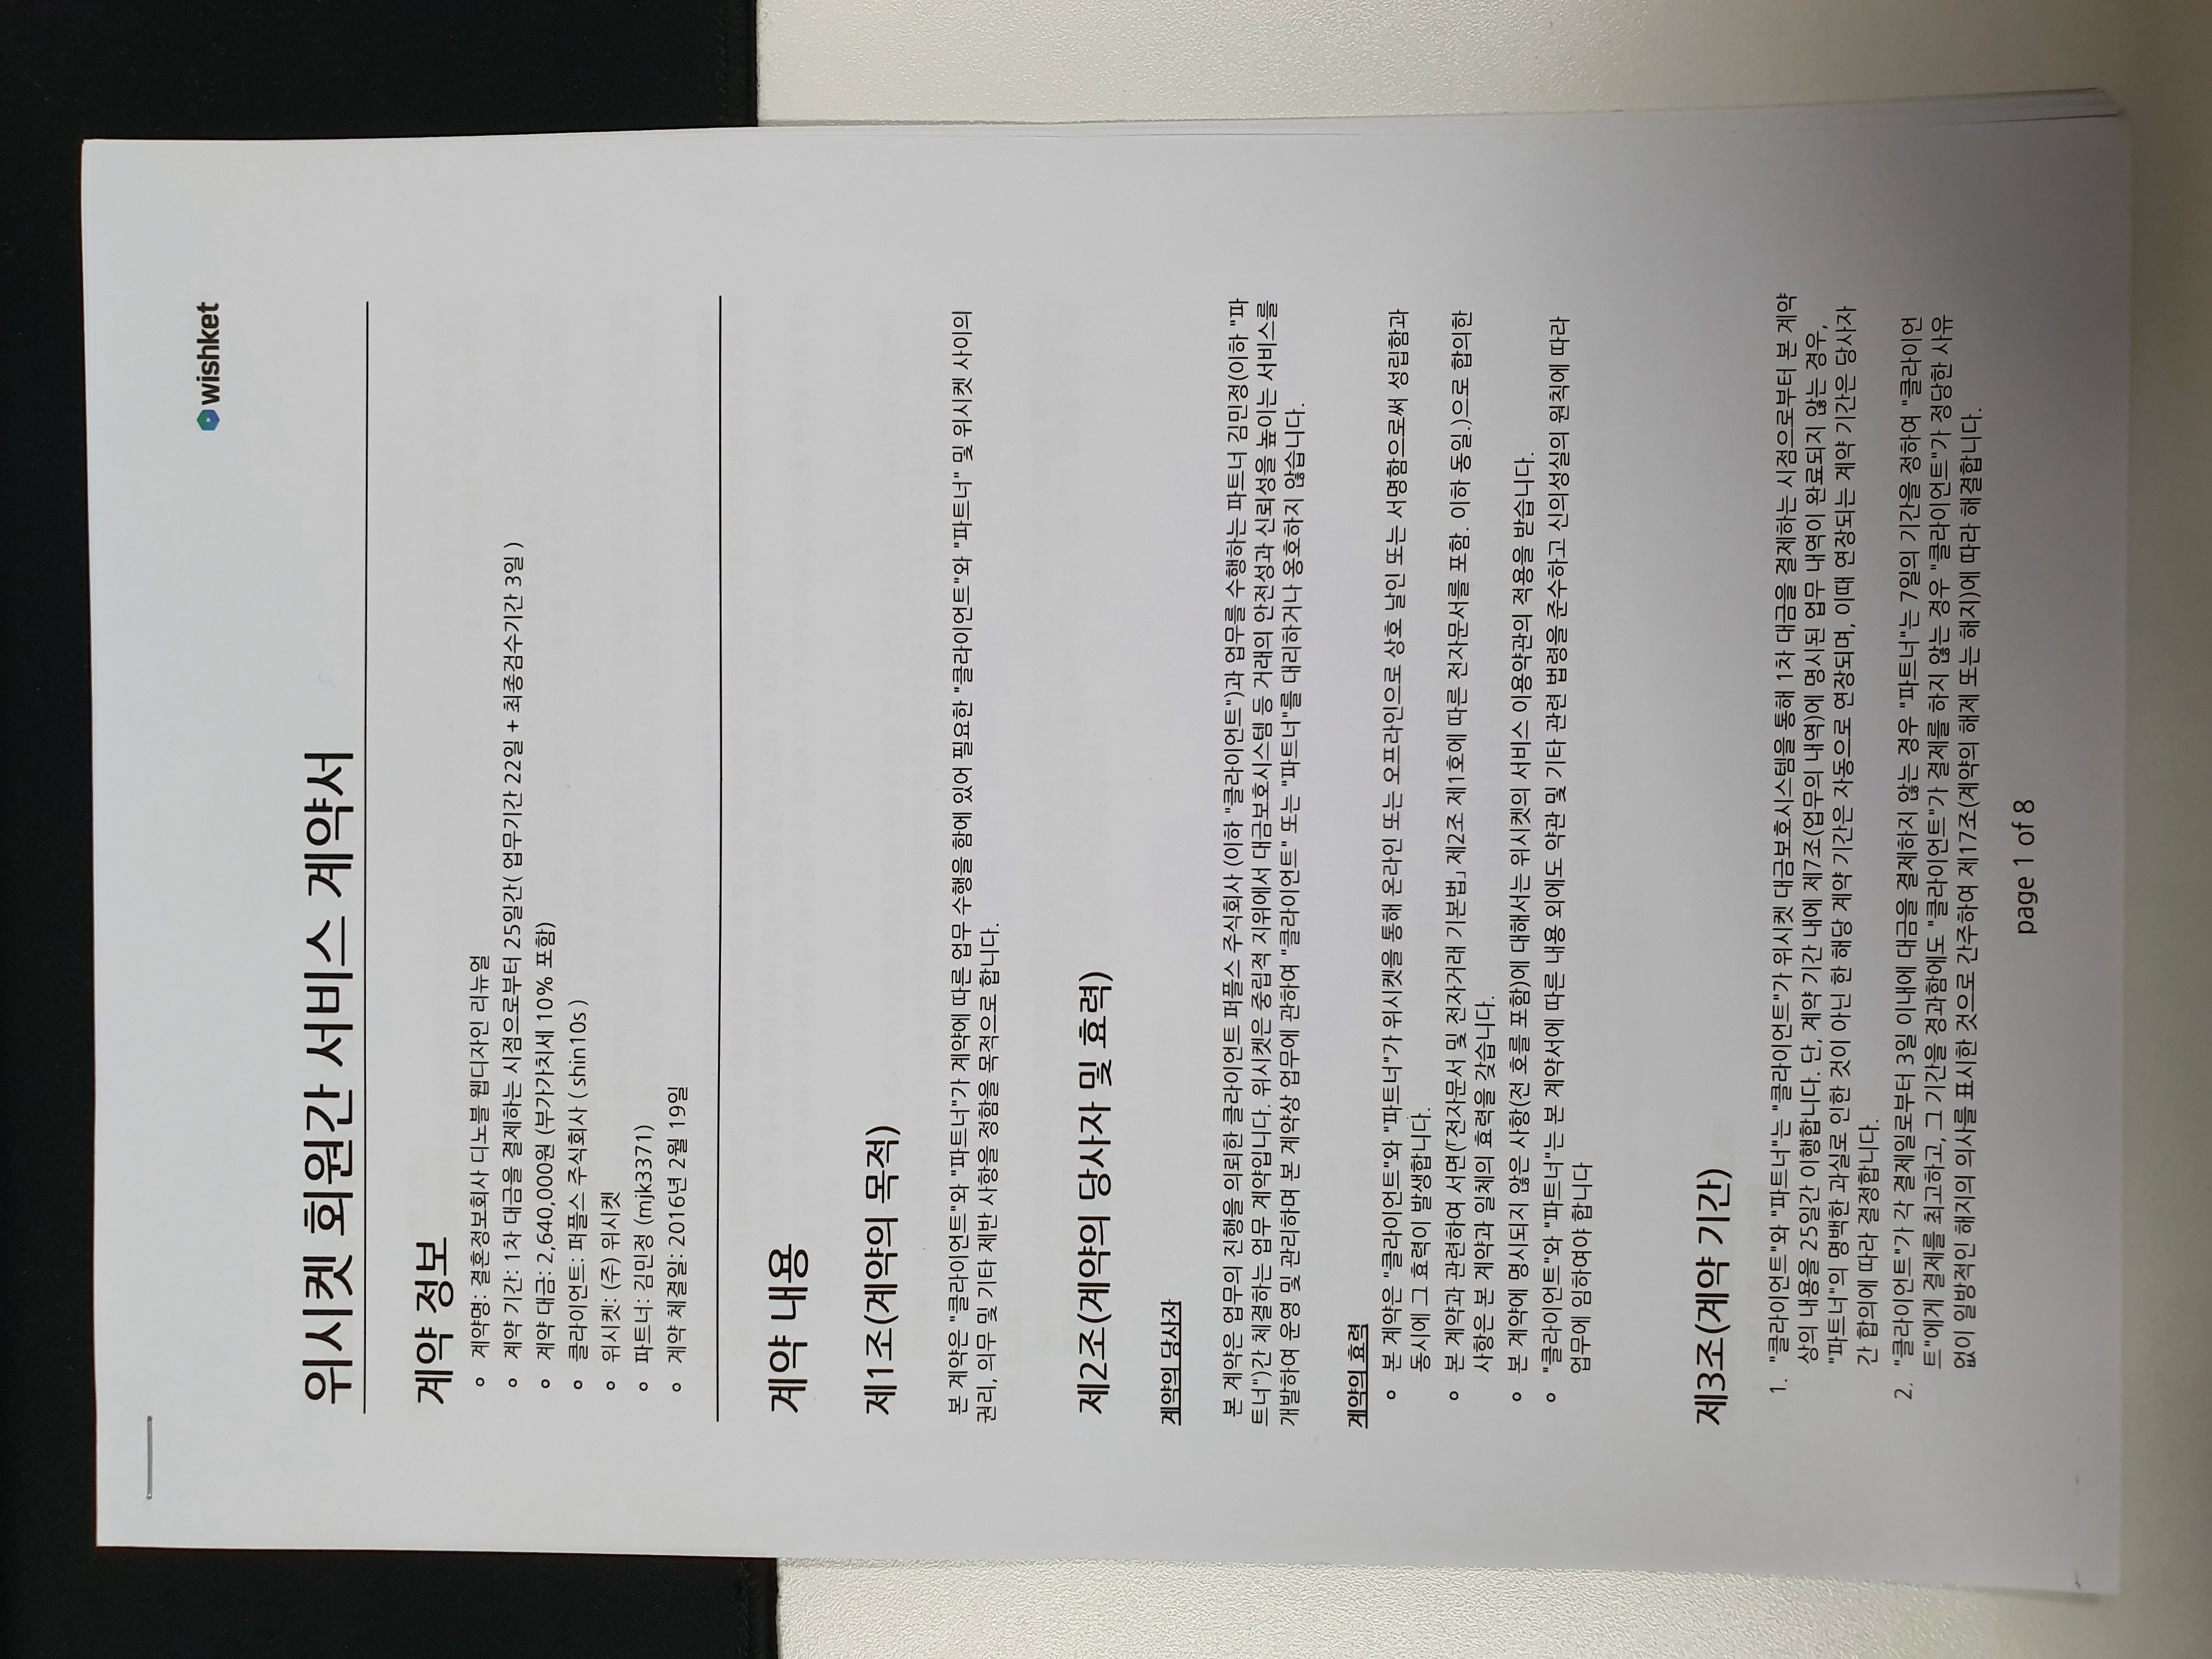 wishket
위시켓 회원간 서비스 계약서
계약 정보
계약명: 결혼정보회사 디노블 웹디자인 리뉴얼
계약 기간: 1차 대금을 결제하는 시점으로부터 25일간( 업무기간 22일 + 최종검수기간 3일 )
계약 대금: 2,640,000원 (부가가치세 10% 포함)
클라이언트: 퍼플스 주식회사 ( shin10s )
위시켓: (주) 위시켓
파트너: 김민정 (mjk3371)
계약 체결일: 2016년 2월 19일
계약 내용
제1조(계약의 목적)
본 계약은 "클라이언트"와 "파트너"가 계약에 따른 업무 수행을 함에 있어 필요한 "클라이언트"와 "파트너" 및 위시켓 사이의
권리, 의무 및 기타 제반 사항을 정함을 목적으로 합니다.
제2조(계약의 당사자 및 효력)
계약의 당사자
본 계약은 업무의 진행을 의뢰한 클라이언트 퍼플스 주식회사 (이하 "클라이언트")과 업무를 수행하는 파트너 김민정(이하 "파
트너")간 체결하는 업무 계약입니다. 위시켓은 중립적 지위에서 대금보호시스템 등 거래의 안전성과 신뢰성을 높이는 서비스를
개발하여 운영 및 관리하며 본 계약상 업무에 관하여 "클라이언트" 또는 "파트너"를 대리하거나 옹호하지 않습니다.
계약의 효력
본 계약은 "클라이언트"와 "파트너"가 위시켓을 통해 온라인 또는 오프라인으로 상호 날인 또는 서명함으로써 성립함과
동시에 그 효력이 발생합니다.
본 계약과 관련하여 서면(「전자문서 및 전자거래 기본법」 제2조 제1호에 따른 전자문서를 포함. 이하 동일.)으로 합의한
사항은 본 계약과 일체의 효력을 갖습니다.
본 계약에 명시되지 않은 사항(전 호를 포함)에 대해서는 위시켓의 서비스 이용약관의 적용을 받습니다.
"클라이언트"와 "파트너"는 본 계약서에 따른 내용 외에도 약관 및 기타 관련 법령을 준수하고 신의성실의 원칙에 따라
업무에 임하여야 합니다
제3조(계약 기간)
1. "클라이언트"와 "파트너"는 "클라이언트"가 위시켓 대금보호시스템을 통해 1차 대금을 결제하는 시점으로부터 본 계약
상의 내용을 25일간 이행합니다. 단, 계약 기간 내에 제7조(업무의 내역)에 명시된 업무 내역이 완료되지 않는 경우,
"파트너"의 명백한 과실로 인한 것이 아닌 한 해당 계약 기간은 자동으로 연장되며, 이때 연장되는 계약 기간은 당사자
간 합의에 따라 결정합니다.
2. "클라이언트"가 각 결제일로부터 3일 이내에 대금을 결제하지 않는 경우 "파트너"는 7일의 기간을 정하여 "클라이언
트"에게 결제를 최고하고, 그 기간을 경과함에도 "클라이언트"가 결제를 하지 않는 경우 "클라이언트"가 정당한 사유
없이 일방적인 해지의 의사를 표시한 것으로 간주하여 제17조(계약의 해제 또는 해지)에 따라 해결합니다.
page 1 of 8